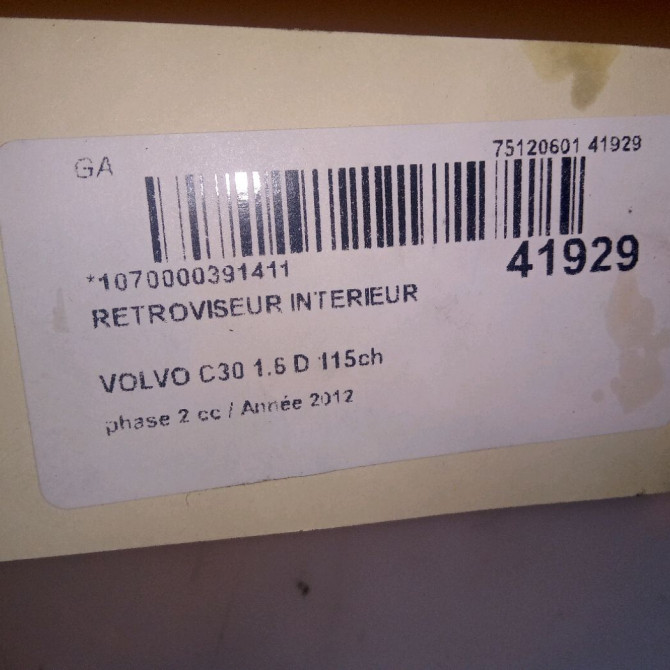 GA
75120601 41929
41929
*1070000391411
RETROVISEUR INTERIEUR
VOLVO C30 1.6 D 115ch
phase 2 cc / Année 2012